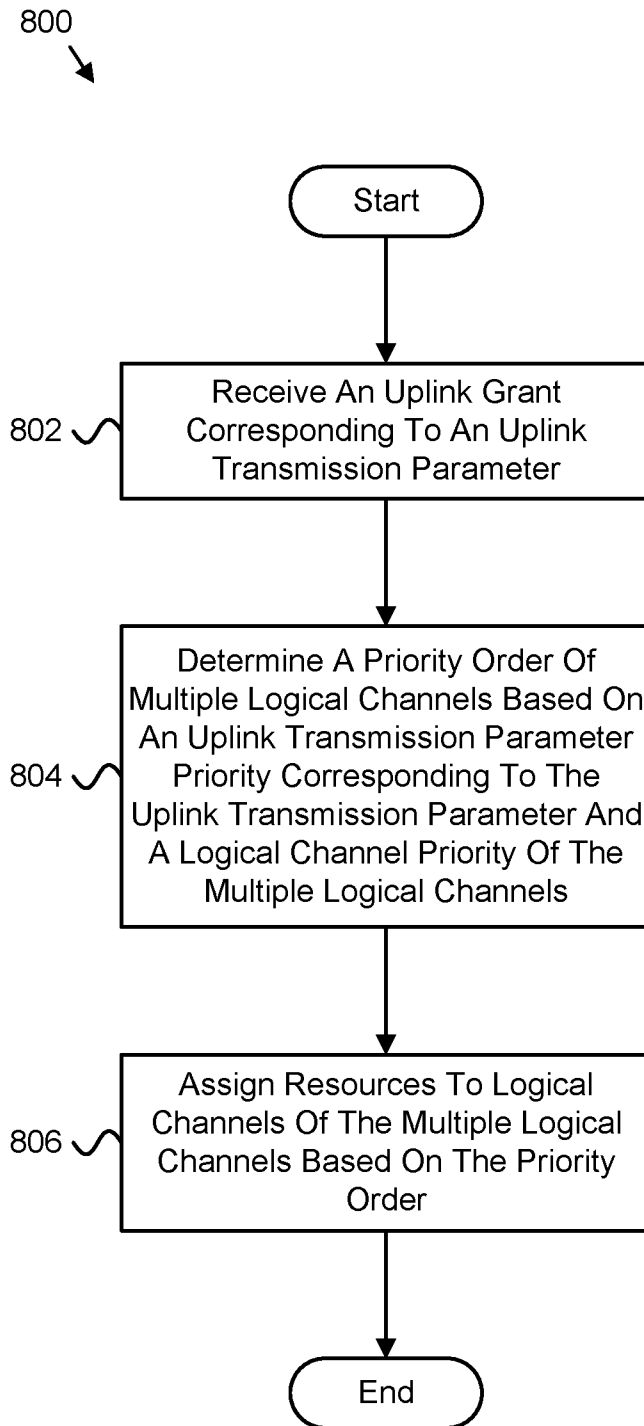 800
Start
802
Receive An Uplink Grant
Corresponding To An Uplink
Transmission Parameter
804
Determine A Priority Order Of
Multiple Logical Channels Based On
An Uplink Transmission Parameter
Priority Corresponding To The
Uplink Transmission Parameter And
A Logical Channel Priority Of The
Multiple Logical Channels
806
Assign Resources To Logical
Channels Of The Multiple Logical
Channels Based On The Priority
Order
End